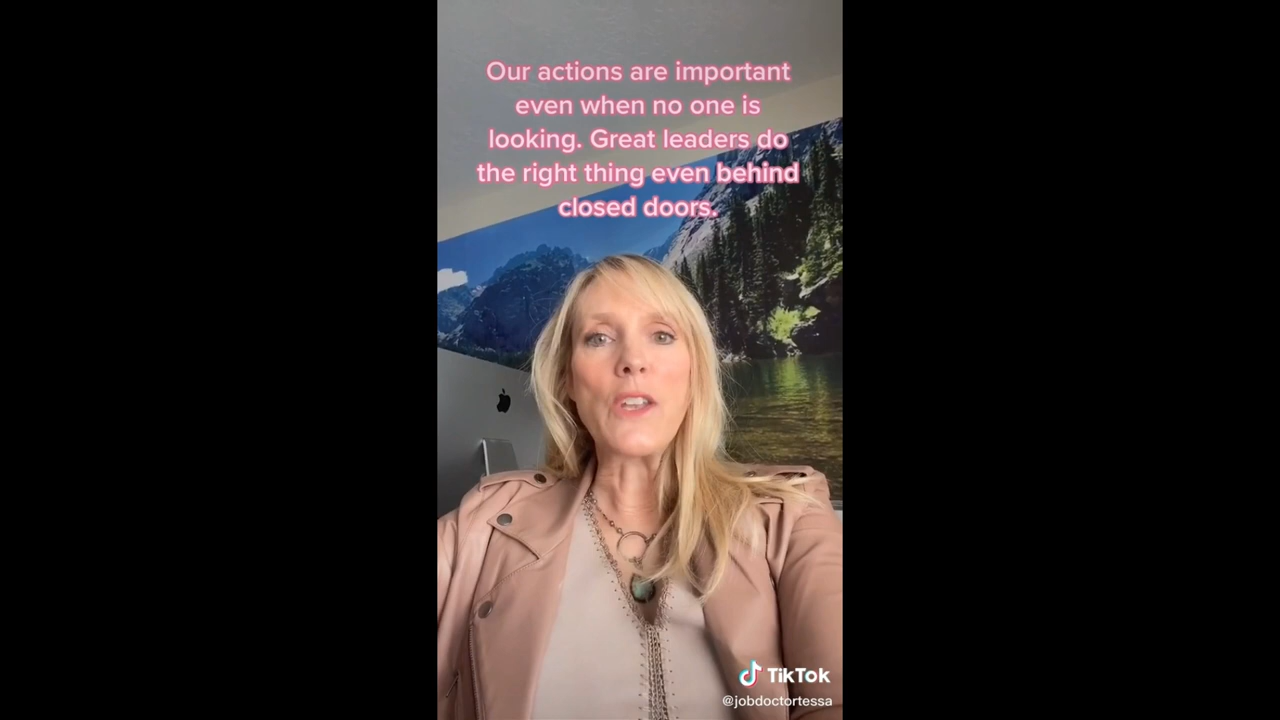 Our actions are important
even when no one is
looking. Great leaders do
the right thing even behind
closed doors.
TikTok
@jobdoctortessa